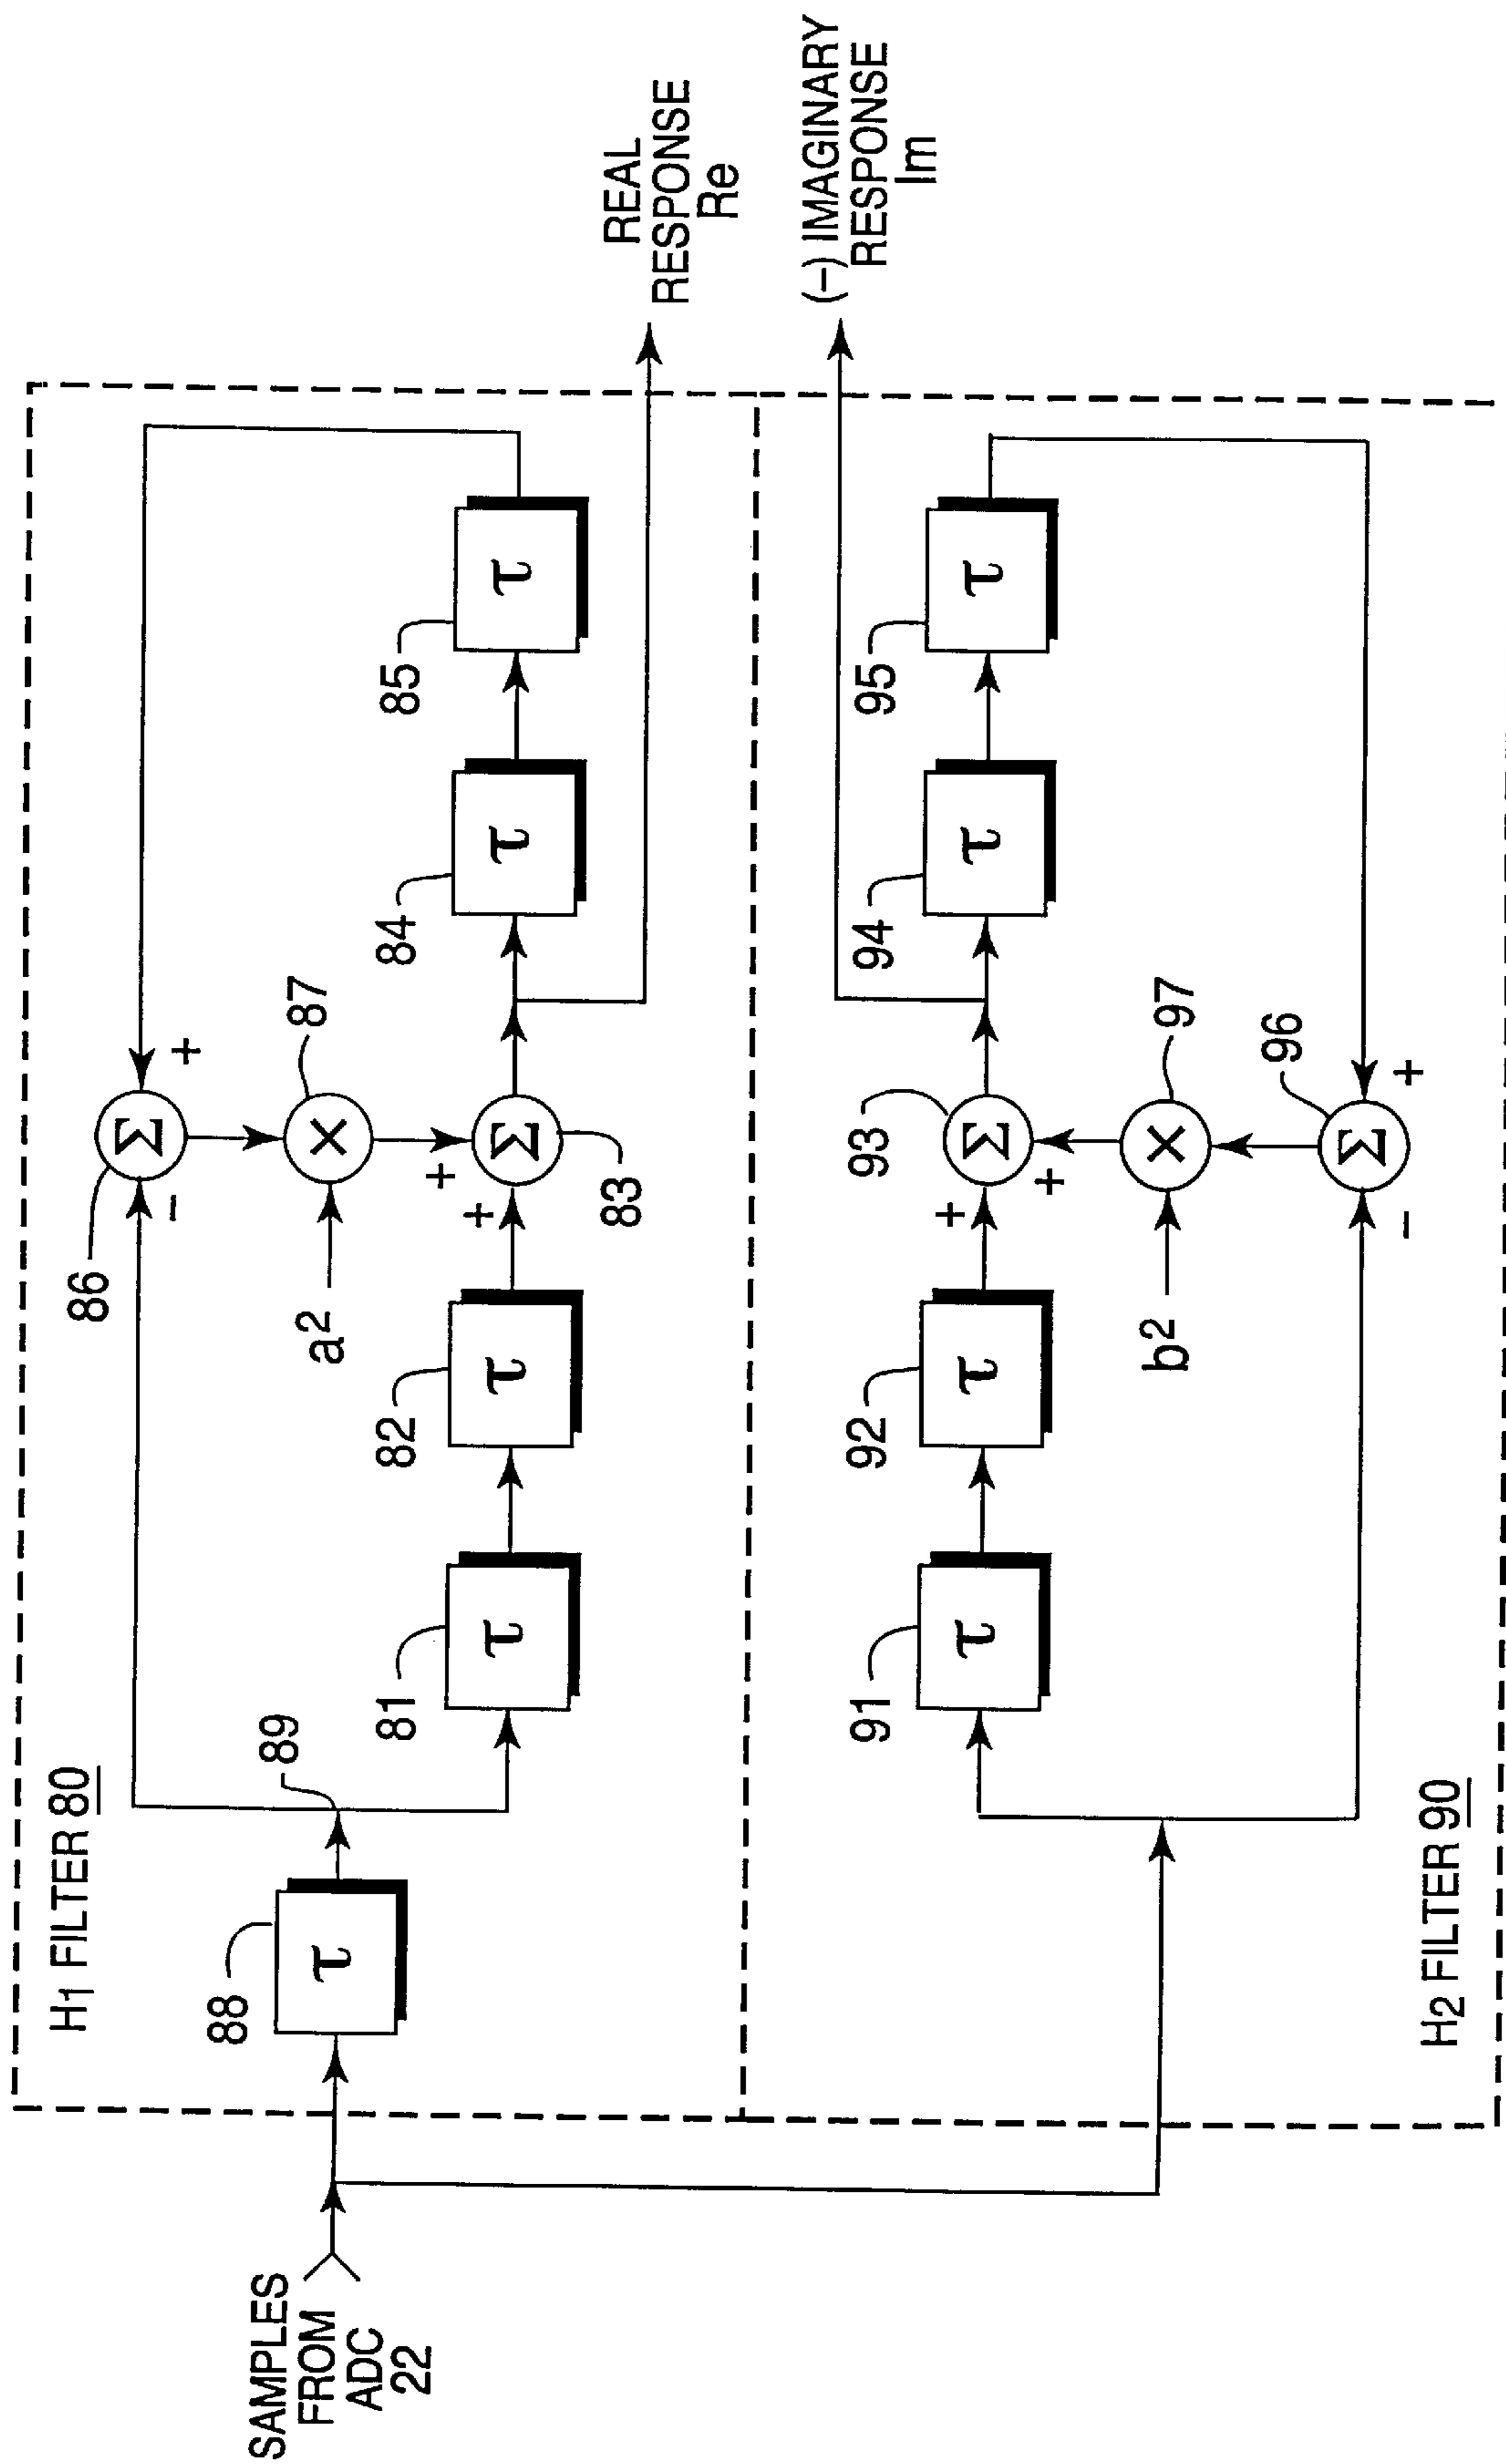 SAMPLES
FROM
ADC
22
H1 FILTER 80
88
τ
89
86
Σ
−
+
a²
87
×
81
τ
82
τ
+
+
Σ
83
84
τ
85
τ
REAL
RESPONSE
Re
(–) IMAGINARY
RESPONSE
Im
91
τ
92
τ
93
+
+
Σ
94
τ
95
τ
b²
97
×
96
Σ
−
+
H2 FILTER 90